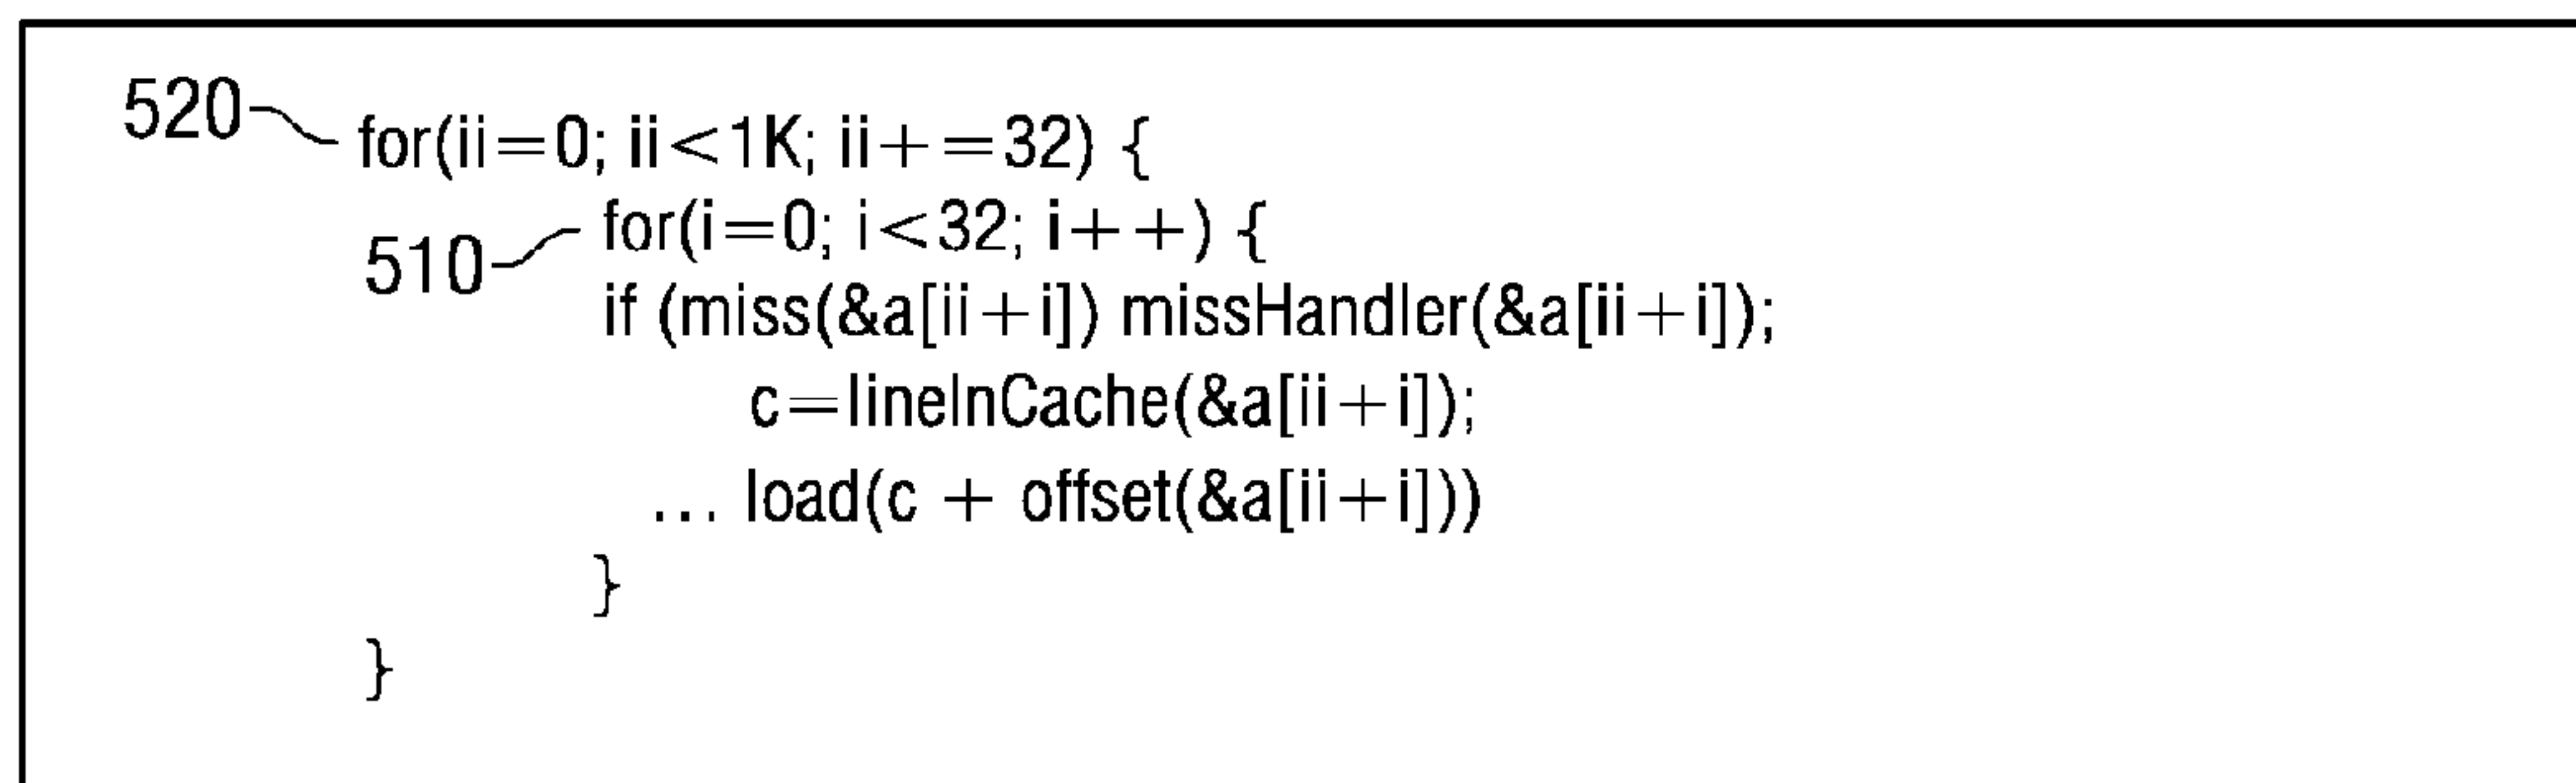 520 for(ii=0; ii<1K; ii+=32) {
510 for(i=0; i<32; i++) {
if (miss(&a[ii+i]) missHandler(&a[ii+i]);
c=lineInCache(&a[ii+i]);
... load(c + offset(&a[ii+i]))
}
}